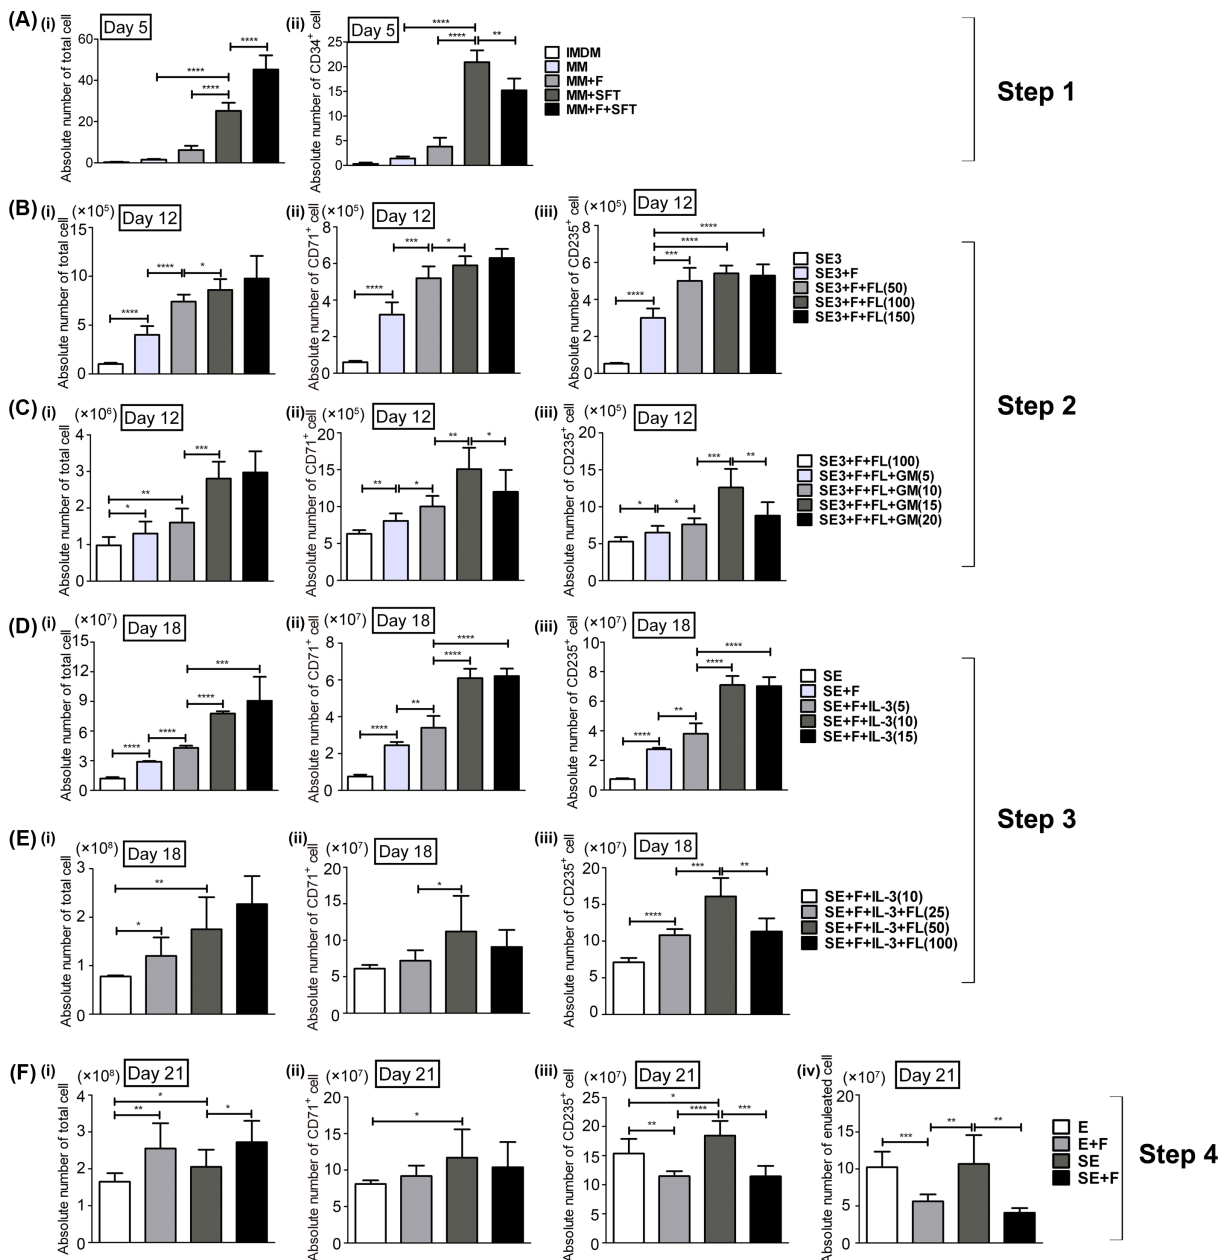 (A) (i) Day 5
Absolute number of total cell
60
40
20
0
****
****
****
(ii) Day 5
Absolute number of CD34+ cell
25
20
15
10
5
0
****
****
**
IMDM
MM
MM+F
MM+SFT
MM+F+SFT
Step 1
(B) (i) (×10⁵) Day 12
Absolute number of total cell
15
10
5
0
****
****
*
(ii) (×10⁵) Day 12
Absolute number of CD71+ cell
8
6
4
2
0
****
***
*
(iii) (×10⁵) Day 12
Absolute number of CD235+ cell
8
6
4
2
0
****
****
***
****
SE3
SE3+F
SE3+F+FL(50)
SE3+F+FL(100)
SE3+F+FL(150)
Step 2
(C) (i) (×10⁶) Day 12
Absolute number of total cell
4
3
2
1
0
***
**
*
(ii) (×10⁵) Day 12
Absolute number of CD71+ cell
20
15
10
5
0
**
*
**
*
(iii) (×10⁵) Day 12
Absolute number of CD235+ cell
20
15
10
5
0
*
*
***
**
SE3+F+FL(100)
SE3+F+FL+GM(5)
SE3+F+FL+GM(10)
SE3+F+FL+GM(15)
SE3+F+FL+GM(20)
(D) (i) (×10⁷) Day 18
Absolute number of total cell
15
12
9
6
3
0
***
****
****
****
(ii) (×10⁷) Day 18
Absolute number of CD71+ cell
8
6
4
2
0
****
****
**
****
(iii) (×10⁷) Day 18
Absolute number of CD235+ cell
10
8
6
4
2
0
****
****
**
****
SE
SE+F
SE+F+IL-3(5)
SE+F+IL-3(10)
SE+F+IL-3(15)
Step 3
(E) (i) (×10⁸) Day 18
Absolute number of total cell
3
2
1
0
**
*
(ii) (×10⁷) Day 18
Absolute number of CD71+ cell
20
15
10
5
0
*
(iii) (×10⁷) Day 18
Absolute number of CD235+ cell
20
15
10
5
0
****
***
**
SE+F+IL-3(10)
SE+F+IL-3+FL(25)
SE+F+IL-3+FL(50)
SE+F+IL-3+FL(100)
(F) (i) (×10⁸) Day 21
Absolute number of total cell
4
3
2
1
0
*
**
*
(ii) (×10⁷) Day 21
Absolute number of CD71+ cell
20
15
10
5
0
*
(iii) (×10⁷) Day 21
Absolute number of CD235+ cell
25
20
15
10
5
0
*
****
***
**
(iv) (×10⁷) Day 21
Absolute number of enuleated cell
20
15
10
5
0
***
**
**
E
E+F
SE
SE+F
Step 4